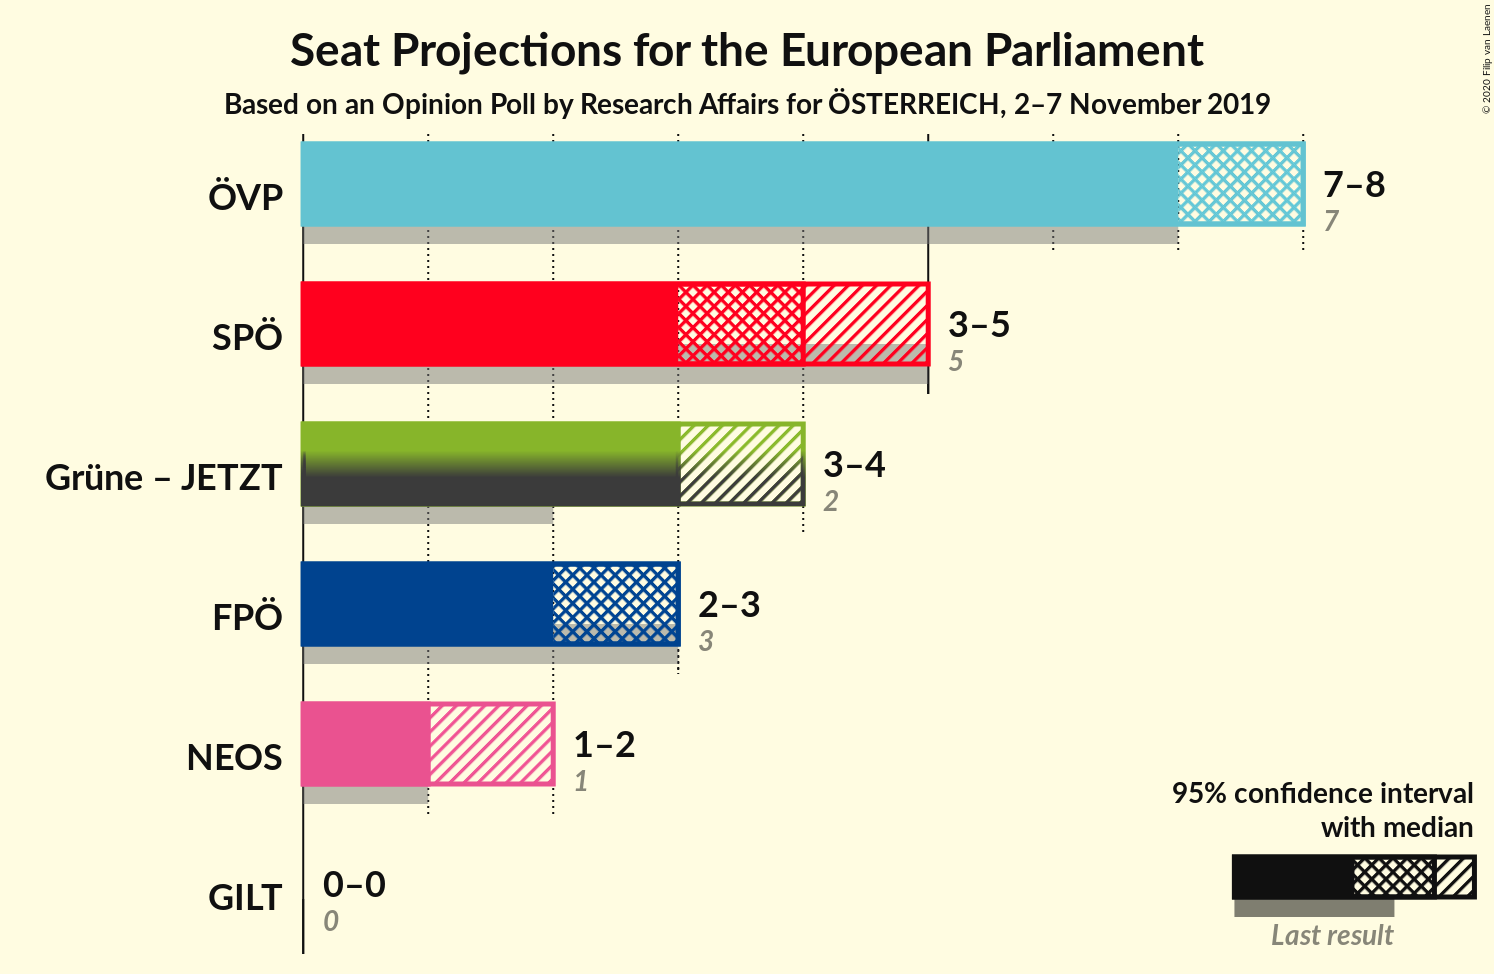 Seat Projections for the European Parliament
Based on an Opinion Poll by Research Affairs for ÖSTERREICH, 2–7 November 2019
© 2020 Filip van Laenen
ÖVP
7–8
7
SPÖ
3–5
5
Grüne – JETZT
3–4
2
FPÖ
2–3
3
NEOS
1–2
1
GILT
0–0
0
95% confidence interval
with median
Last result